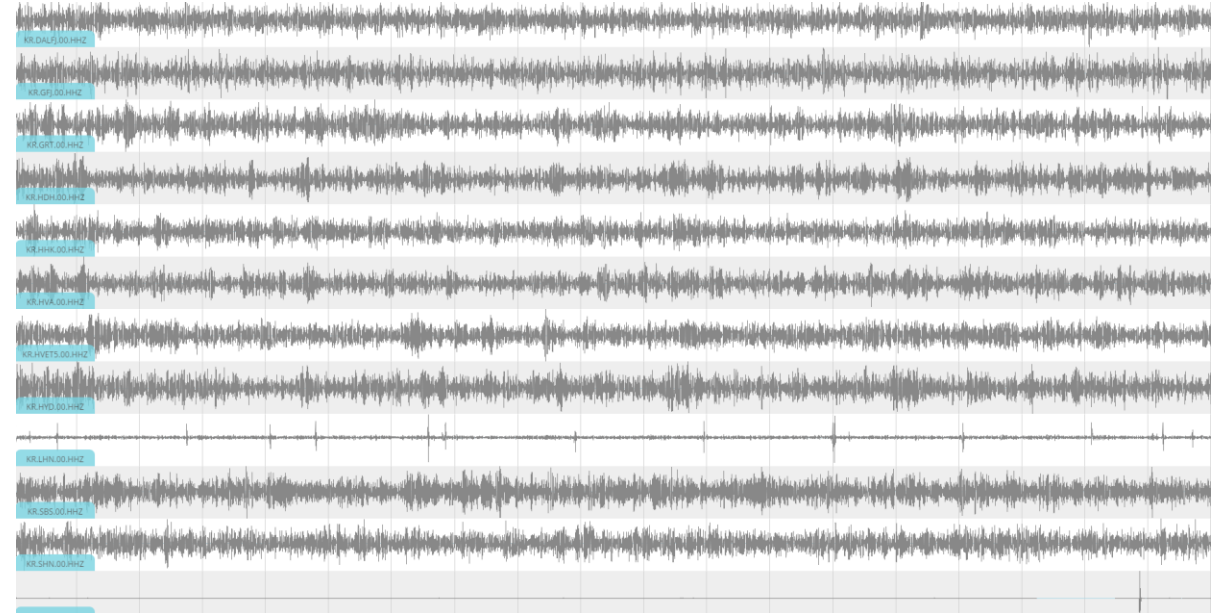 KR.DALFJ.00.HHZ
KR.GFJ.00.HHZ
KR.GRT.00.HHZ
KR.HDH.00.HHZ
KR.HHK.00.HHZ
KR.HVA.00.HHZ
KR.HVETS.00.HHZ
KR.HYD.00.HHZ
KR.LHN.00.HHZ
KR.SBS.00.HHZ
KR.SHN.00.HHZ